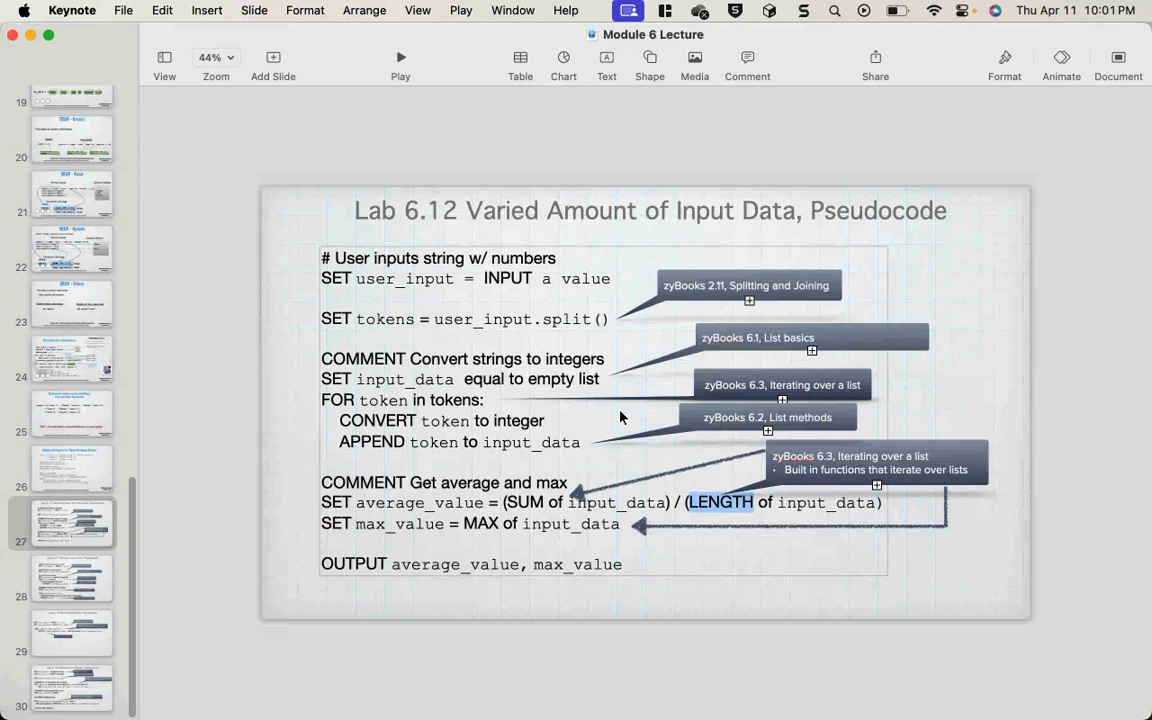 Keynote File Edit Insert Slide Format Arrange View Play Window Help Thu Apr 11 10:01 PM
Module 6 Lecture
44%
View Zoom Add Slide Play Table Chart Text Shape Media Comment Share Format Animate Document
19
20
21
22
23
24
25
26
27
28
29
30
Lab 6.12 Varied Amount of Input Data, Pseudocode
# User inputs string w/ numbers
SET user_input = INPUT a value
zyBooks 2.11, Splitting and Joining
SET tokens = user_input.split()
zyBooks 6.1, List basics
COMMENT Convert strings to integers
SET input_data equal to empty list
zyBooks 6.3, Iterating over a list
FOR token in tokens:
zyBooks 6.2, List methods
CONVERT token to integer
APPEND token to input_data
zyBooks 6.3, Iterating over a list
• Built in functions that iterate over lists
COMMENT Get average and max
SET average_value = (SUM of input_data) / (LENGTH of input_data)
SET max_value = MAX of input_data
OUTPUT average_value, max_value